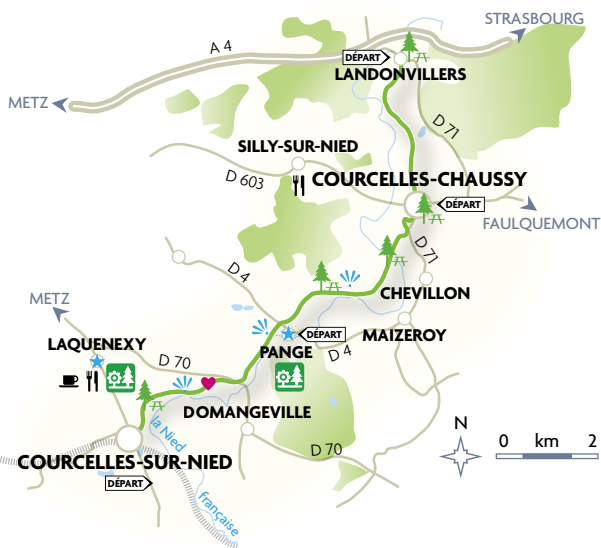 STRASBOURG
A 4
DÉPART
LANDONVILLERS
METZ
D 71
SILLY-SUR-NIED
D 603
COURCELLES-CHAUSSY
DÉPART
FAULQUEMONT
D 71
D 4
CHEVILLON
METZ
DÉPART
MAIZEROY
LAQUENEXY
D 70
PANGE
D 4
DOMANGEVILLE
la Nied
française
D 70
N
0 km 2
COURCELLES-SUR-NIED
DÉPART